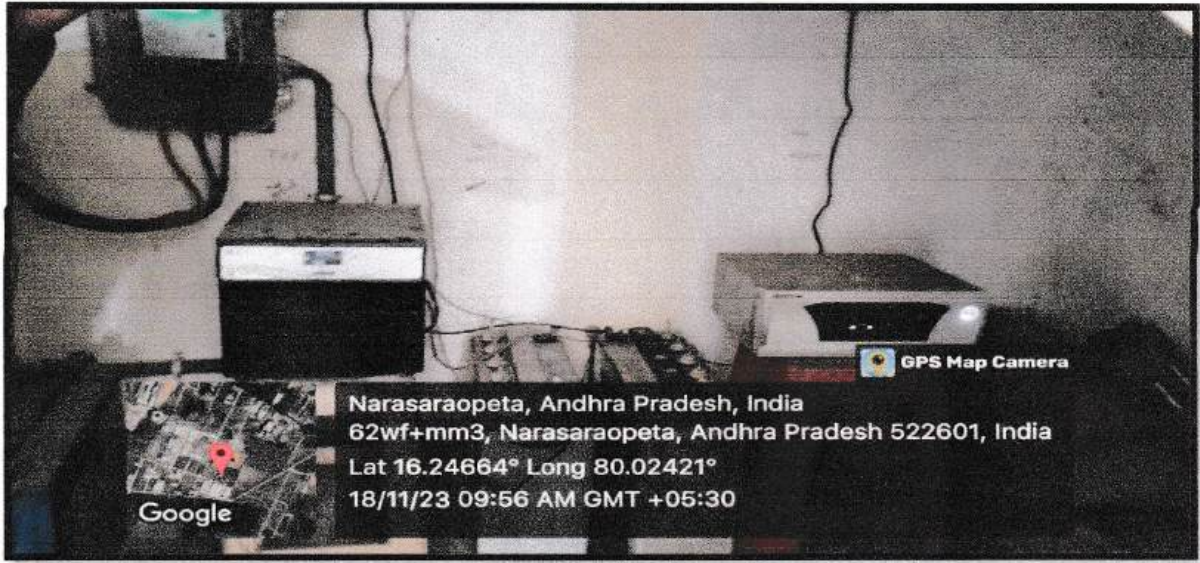 GPS Map Camera
Narasaraopeta, Andhra Pradesh, India
62wf+mm3, Narasaraopeta, Andhra Pradesh 522601, India
Lat 16.24664° Long 80.02421°
18/11/23 09:56 AM GMT +05:30
Google